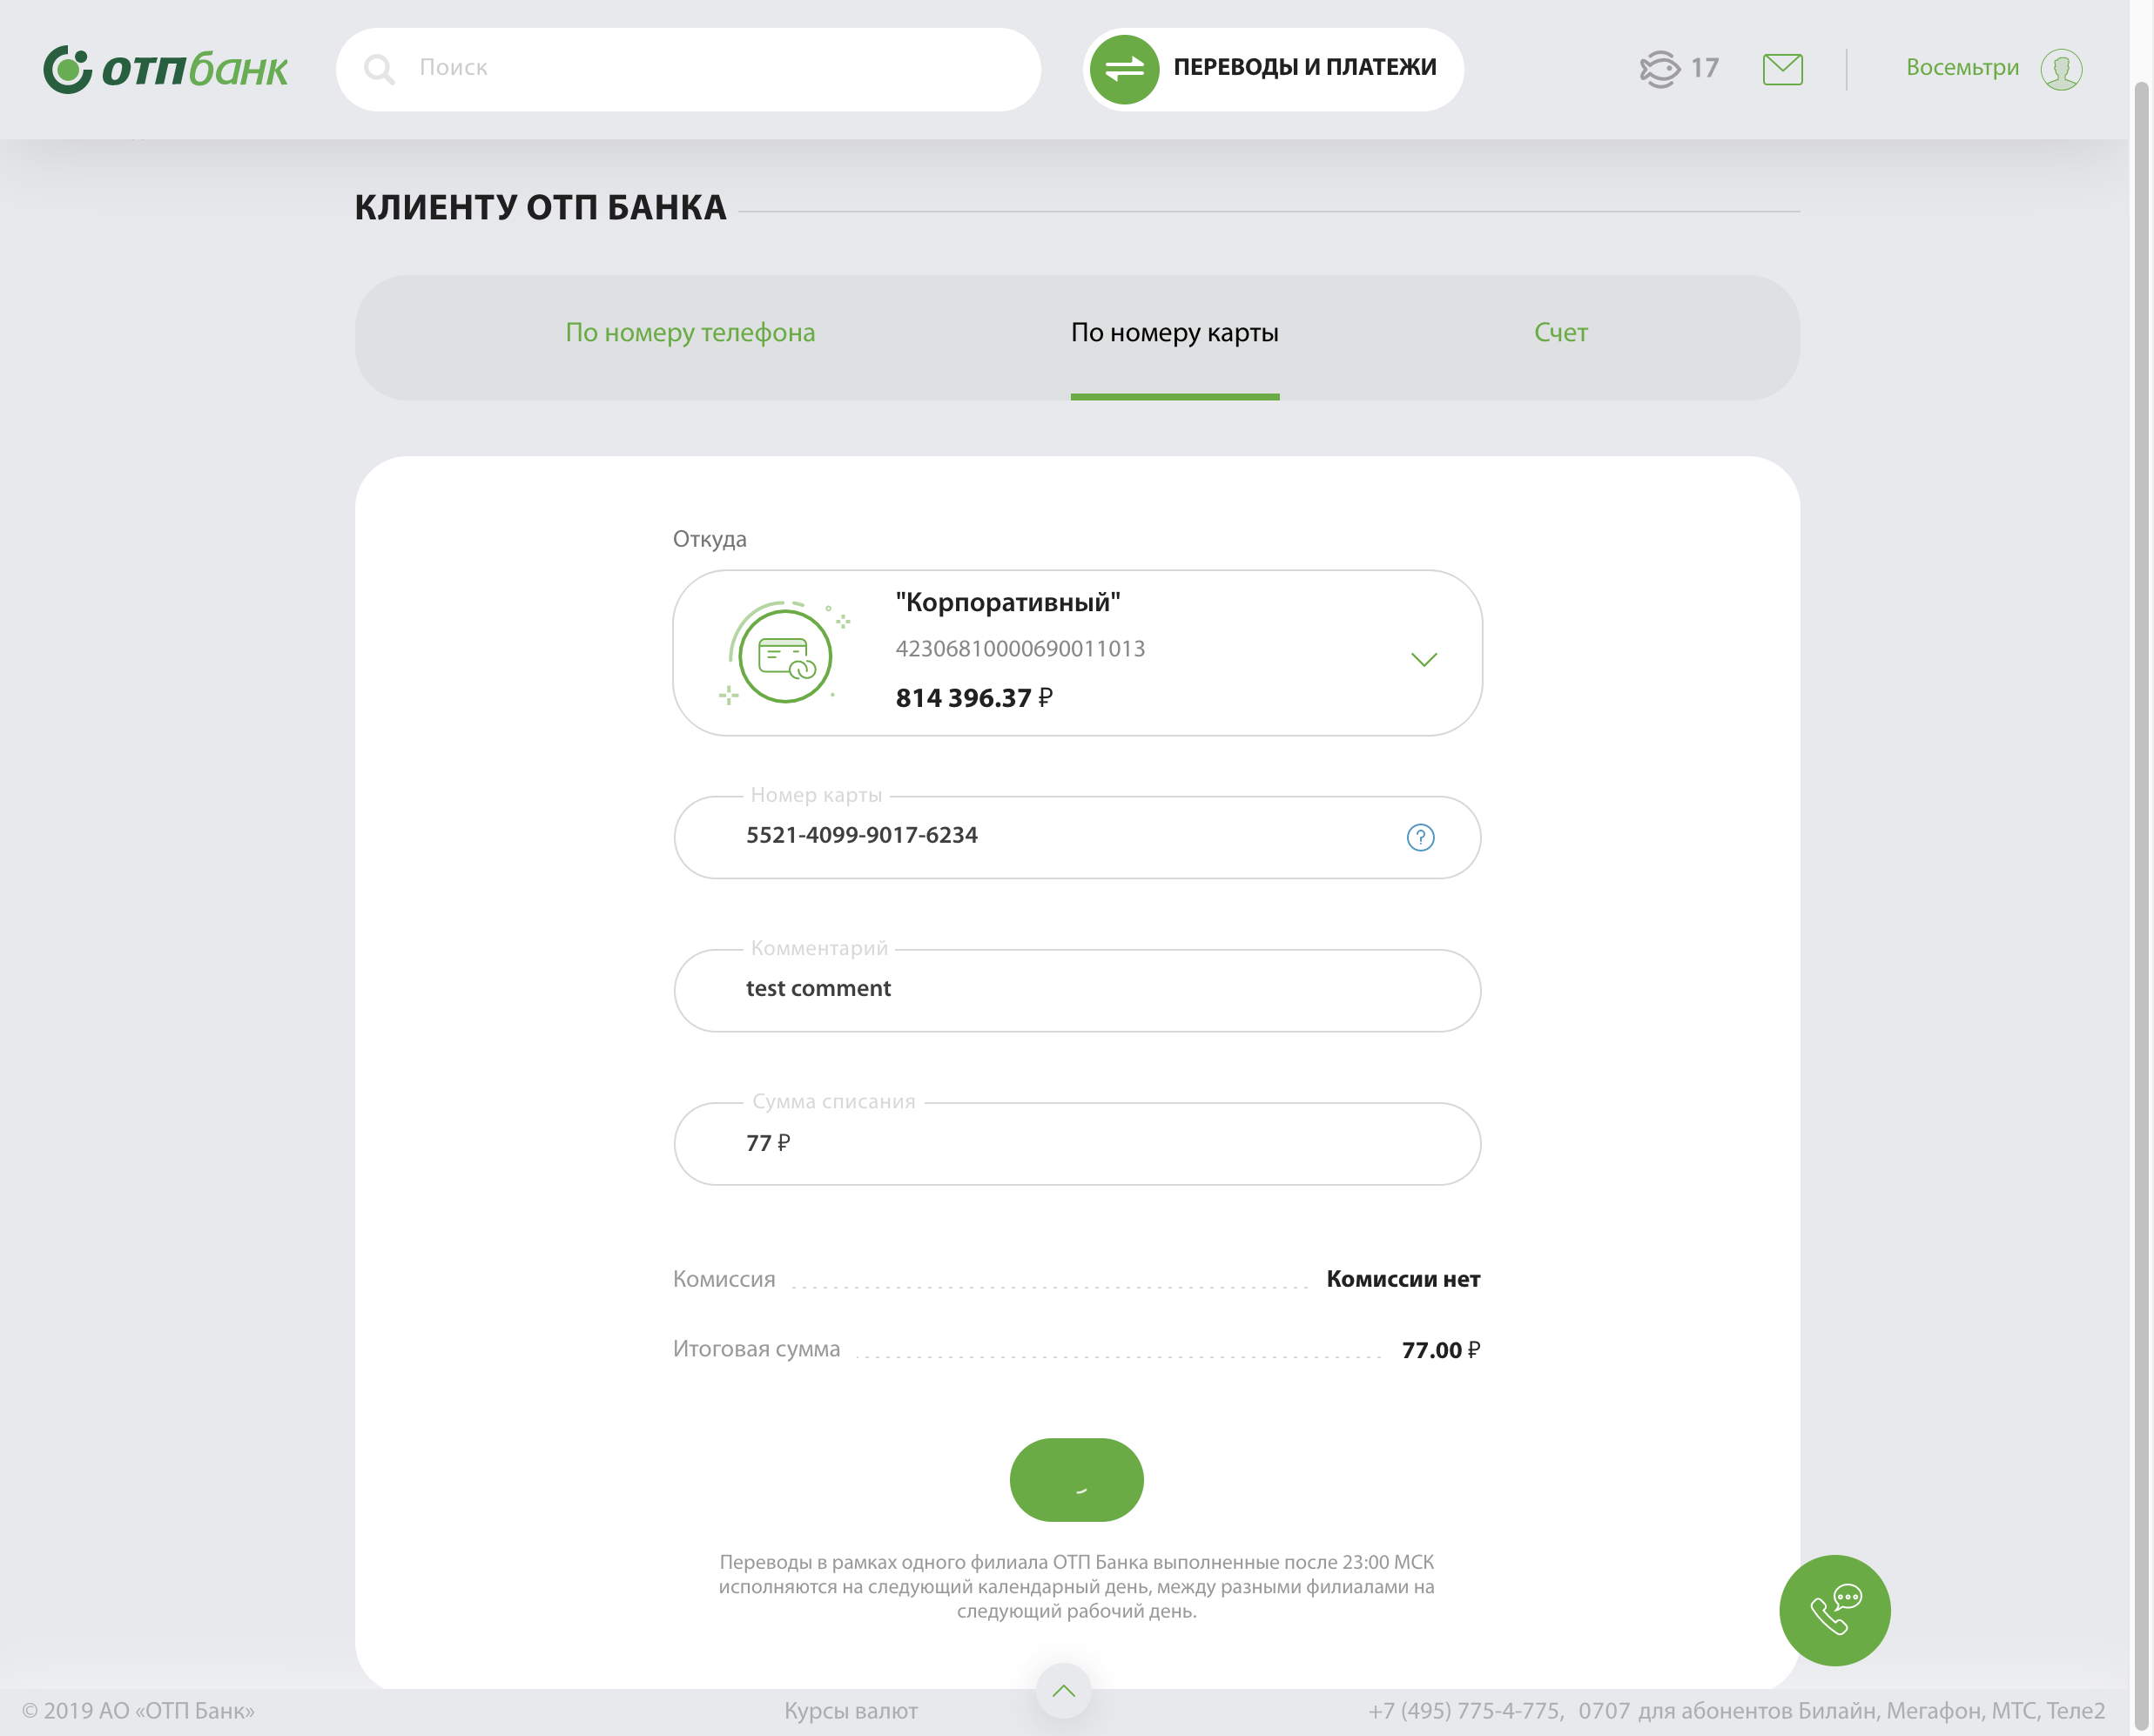 отпбанк
Поиск
ПЕРЕВОДЫ И ПЛАТЕЖИ
17
Восемьтри
КЛИЕНТУ ОТП БАНКА
По номеру телефона
По номеру карты
Счет
Откуда
"Корпоративный"
42306810000690011013
814 396.37 ₽
Номер карты
5521-4099-9017-6234
?
Комментарий
test comment
Сумма списания
77 ₽
Комиссия
Комиссии нет
Итоговая сумма
77.00 ₽
Переводы в рамках одного филиала ОТП Банка выполненные после 23:00 МСК
исполняются на следующий календарный день, между разными филиалами на
следующий рабочий день.
© 2019 АО «ОТП Банк»
Курсы валют
+7 (495) 775-4-775, 0707 для абонентов Билайн, Мегафон, МТС, Теле2